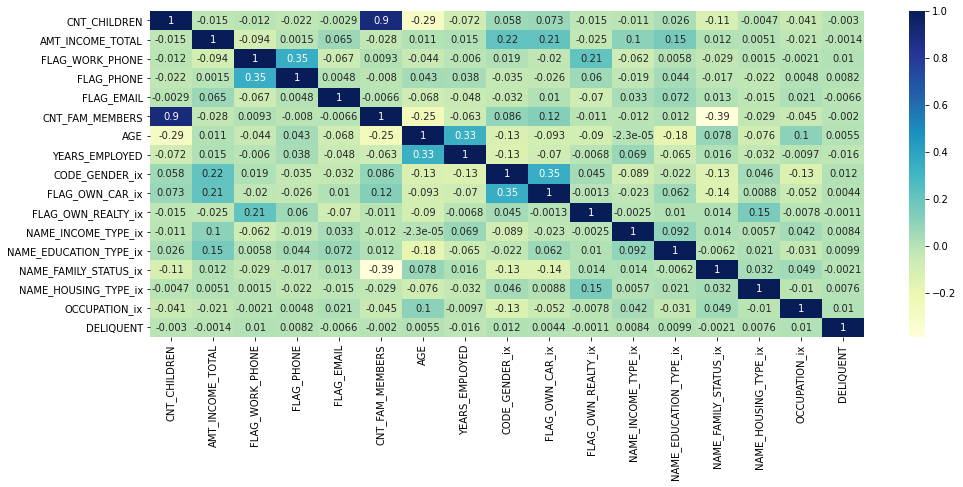 CNT_CHILDREN 1 -0.015 -0.012 -0.022 -0.0029 0.9 -0.29 -0.072 0.058 0.073 -0.015 -0.011 0.026 -0.11 -0.0047 -0.041 -0.003
AMT_INCOME_TOTAL -0.015 1 -0.094 0.0015 0.065 -0.028 0.011 0.015 0.22 0.21 -0.025 0.1 0.15 0.012 0.0051 -0.021 -0.0014
FLAG_WORK_PHONE -0.012 -0.094 1 0.35 -0.067 0.0093 -0.044 -0.006 0.019 -0.02 0.21 -0.062 0.0058 -0.029 0.0015 -0.0021 0.01
FLAG_PHONE -0.022 0.0015 0.35 1 0.0048 -0.008 0.043 0.038 -0.035 -0.026 0.06 -0.019 0.044 -0.017 -0.022 0.0048 0.0082
FLAG_EMAIL -0.0029 0.065 -0.067 0.0048 1 -0.0066 -0.068 -0.048 -0.032 0.01 -0.07 0.033 0.072 0.013 -0.015 0.021 -0.0066
CNT_FAM_MEMBERS 0.9 -0.028 0.0093 -0.008 -0.0066 1 -0.25 -0.063 0.086 0.12 -0.011 -0.012 0.012 -0.39 -0.029 -0.045 -0.002
AGE -0.29 0.011 -0.044 0.043 -0.068 -0.25 1 0.33 -0.13 -0.093 -0.09 -2.3e-05 -0.18 0.078 -0.076 0.1 0.0055
YEARS_EMPLOYED -0.072 0.015 -0.006 0.038 -0.048 -0.063 0.33 1 -0.13 -0.07 -0.0068 0.069 -0.065 0.016 -0.032 -0.0097 -0.016
CODE_GENDER_ix 0.058 0.22 0.019 -0.035 -0.032 0.086 -0.13 -0.13 1 0.35 0.045 -0.089 -0.022 -0.13 0.046 -0.13 0.012
FLAG_OWN_CAR_ix 0.073 0.21 -0.02 -0.026 0.01 0.12 -0.093 -0.07 0.35 1 -0.0013 -0.023 0.062 -0.14 0.0088 -0.052 0.0044
FLAG_OWN_REALTY_ix -0.015 -0.025 0.21 0.06 -0.07 -0.011 -0.09 -0.0068 0.045 -0.0013 1 -0.0025 0.01 0.014 0.15 -0.0078 -0.0011
NAME_INCOME_TYPE_ix -0.011 0.1 -0.062 -0.019 0.033 -0.012 -2.3e-05 0.069 -0.089 -0.023 -0.0025 1 0.092 0.014 0.0057 0.042 0.0084
NAME_EDUCATION_TYPE_ix 0.026 0.15 0.0058 0.044 0.072 0.012 -0.18 -0.065 -0.022 0.062 0.01 0.092 1 -0.0062 0.021 -0.031 0.0099
NAME_FAMILY_STATUS_ix -0.11 0.012 -0.029 -0.017 0.013 -0.39 0.078 0.016 -0.13 -0.14 0.014 0.014 -0.0062 1 0.032 0.049 -0.0021
NAME_HOUSING_TYPE_ix -0.0047 0.0051 0.0015 -0.022 -0.015 -0.029 -0.076 -0.032 0.046 0.0088 0.15 0.0057 0.021 0.032 1 -0.01 0.0076
OCCUPATION_ix -0.041 -0.021 -0.0021 0.0048 0.021 -0.045 0.1 -0.0097 -0.13 -0.052 -0.0078 0.042 -0.031 0.049 -0.01 1 0.01
DELIQUENT -0.003 -0.0014 0.01 0.0082 -0.0066 -0.002 0.0055 -0.016 0.012 0.0044 -0.0011 0.0084 0.0099 -0.0021 0.0076 0.01 1
CNT_CHILDREN
AMT_INCOME_TOTAL
FLAG_WORK_PHONE
FLAG_PHONE
FLAG_EMAIL
CNT_FAM_MEMBERS
AGE
YEARS_EMPLOYED
CODE_GENDER_ix
FLAG_OWN_CAR_ix
FLAG_OWN_REALTY_ix
NAME_INCOME_TYPE_ix
NAME_EDUCATION_TYPE_ix
NAME_FAMILY_STATUS_ix
NAME_HOUSING_TYPE_ix
OCCUPATION_ix
DELIQUENT
1.0
0.8
0.6
0.4
0.2
0.0
-0.2